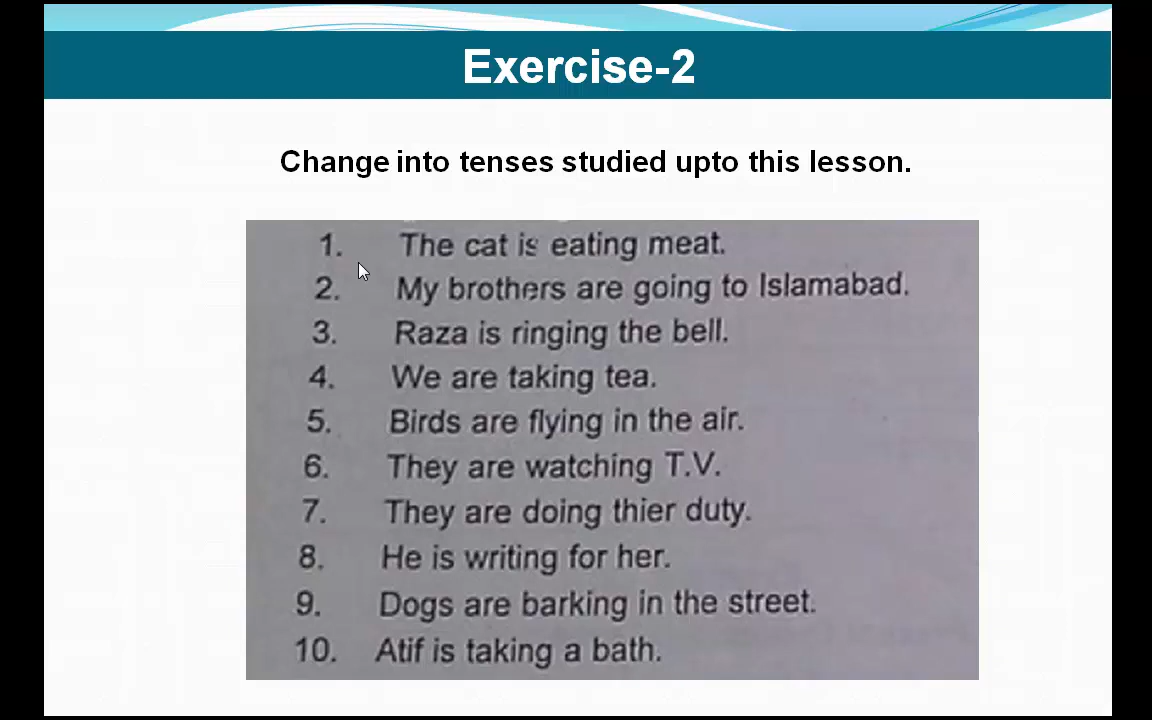 Exercise-2
Change into tenses studied upto this lesson.
1. The cat is eating meat.
2. My brothers are going to Islamabad.
3. Raza is ringing the bell.
4. We are taking tea.
5. Birds are flying in the air.
6. They are watching T.V.
7. They are doing thier duty.
8. He is writing for her.
9. Dogs are barking in the street.
10. Atif is taking a bath.